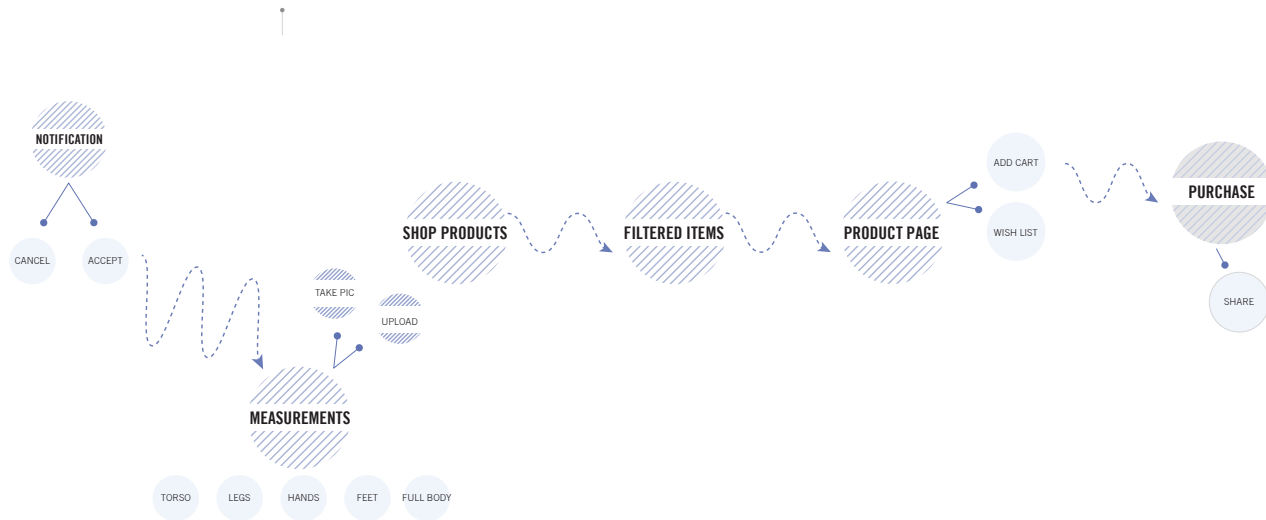 NOTIFICATION
CANCEL
ACCEPT
TAKE PIC
UPLOAD
MEASUREMENTS
TORSO
LEGS
HANDS
FEET
FULL BODY
SHOP PRODUCTS
FILTERED ITEMS
PRODUCT PAGE
ADD CART
WISH LIST
PURCHASE
SHARE